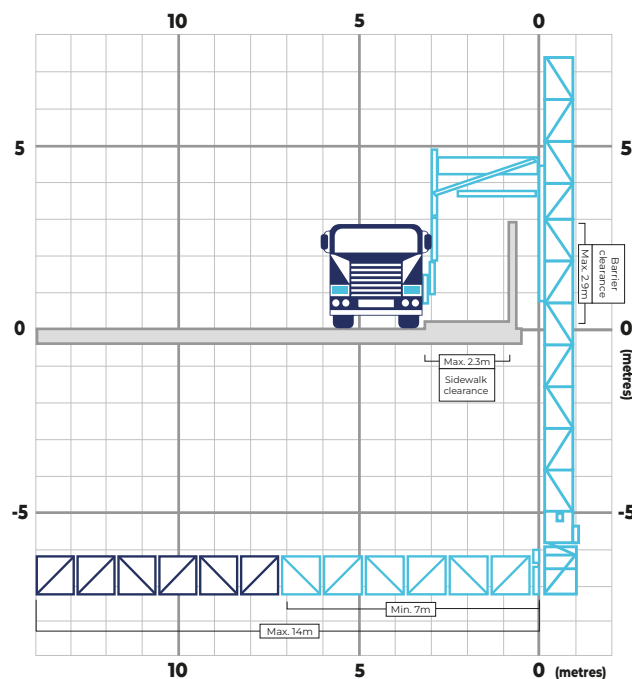 10
5
0
5
5
Barrier
clearance
Max. 2.9m
0
0
(metres)
Max. 2.3m
Sidewalk
clearance
-5
-5
Min. 7m
Max. 14m
10
5
0
(metres)